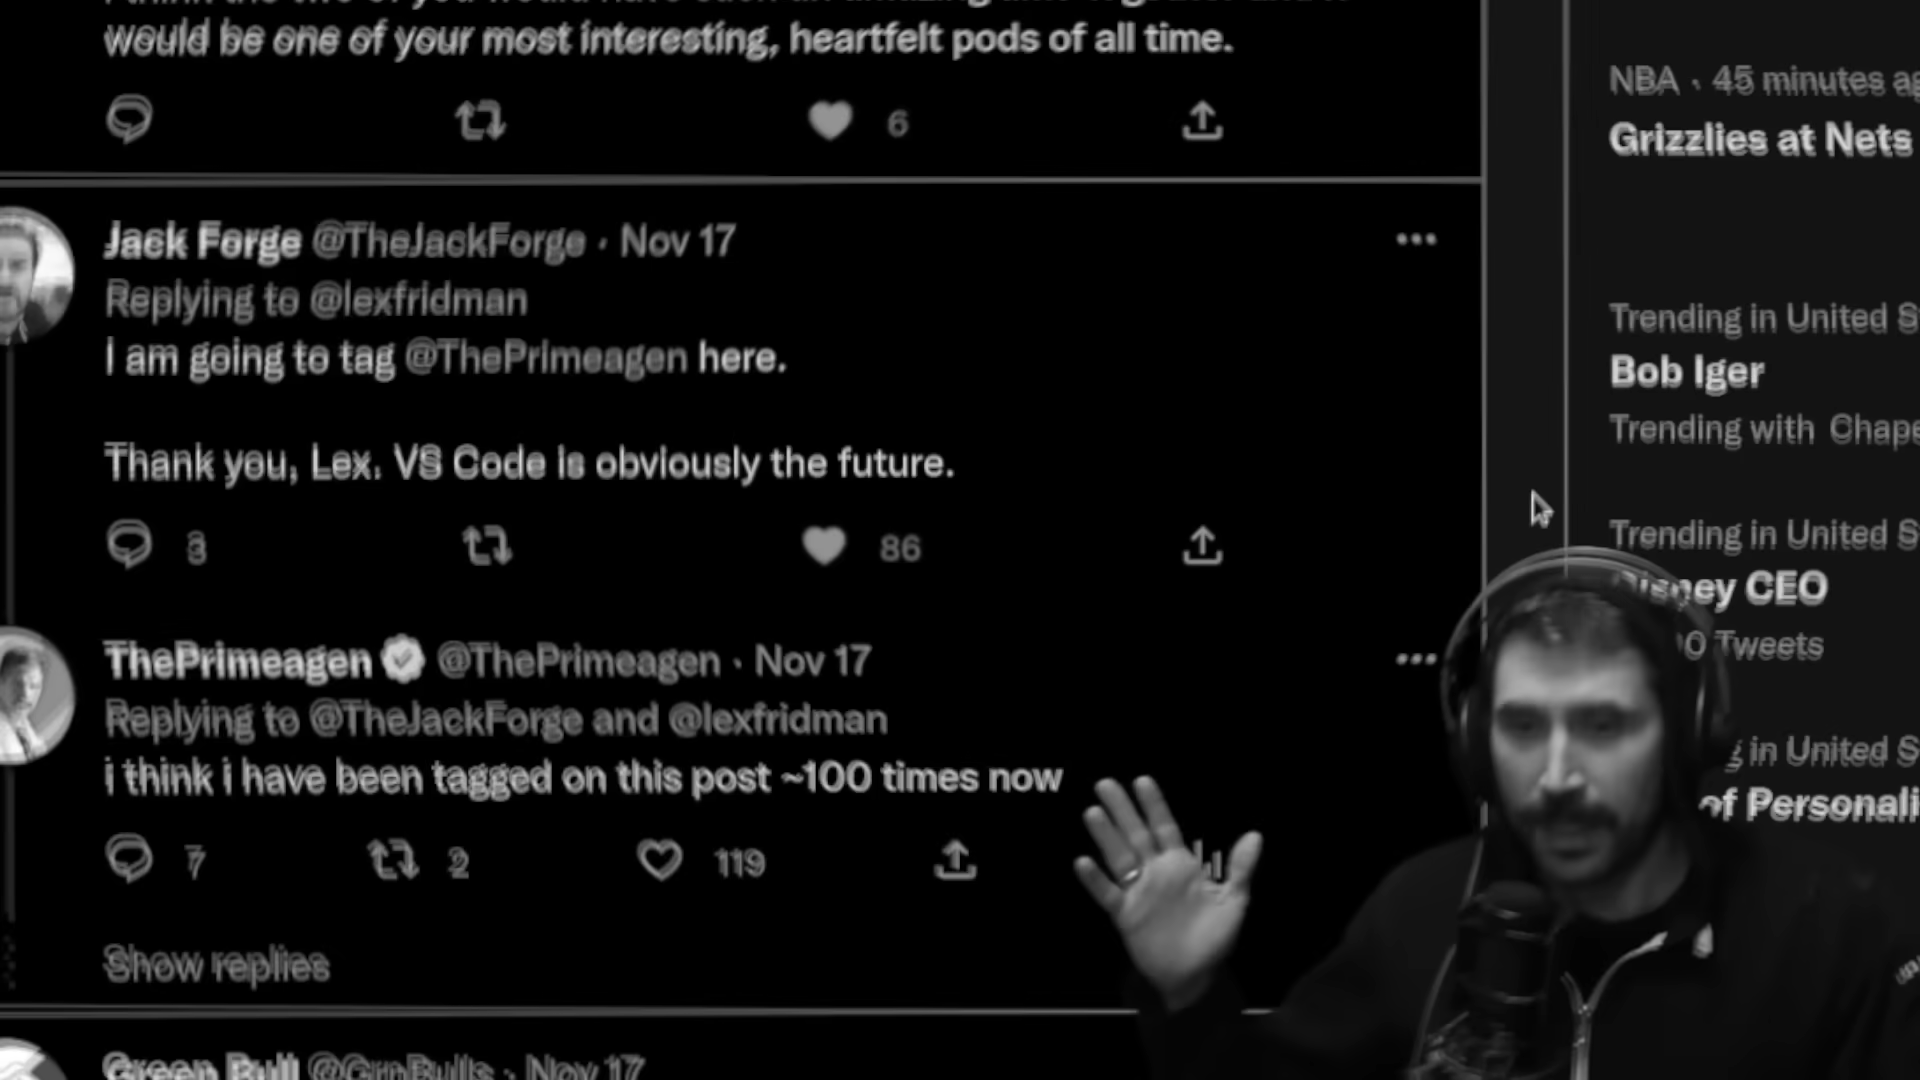 would be one of your most interesting, heartfelt pods of all time.
6
Jack Forge @TheJackForge · Nov 17
Replying to @lexfridman
I am going to tag @ThePrimeagen here.
Thank you, Lex. VS Code is obviously the future.
3 86
ThePrimeagen @ThePrimeagen · Nov 17
Replying to @TheJackForge and @lexfridman
i think i have been tagged on this post ~100 times now
7 2 119
Show replies
Green Bull @GrnBulls · Nov 17
NBA · 45 minutes
Grizzlies at Nets
Trending in United
Bob Iger
Trending with
Trending in United
CEO
Tweets
in United
of